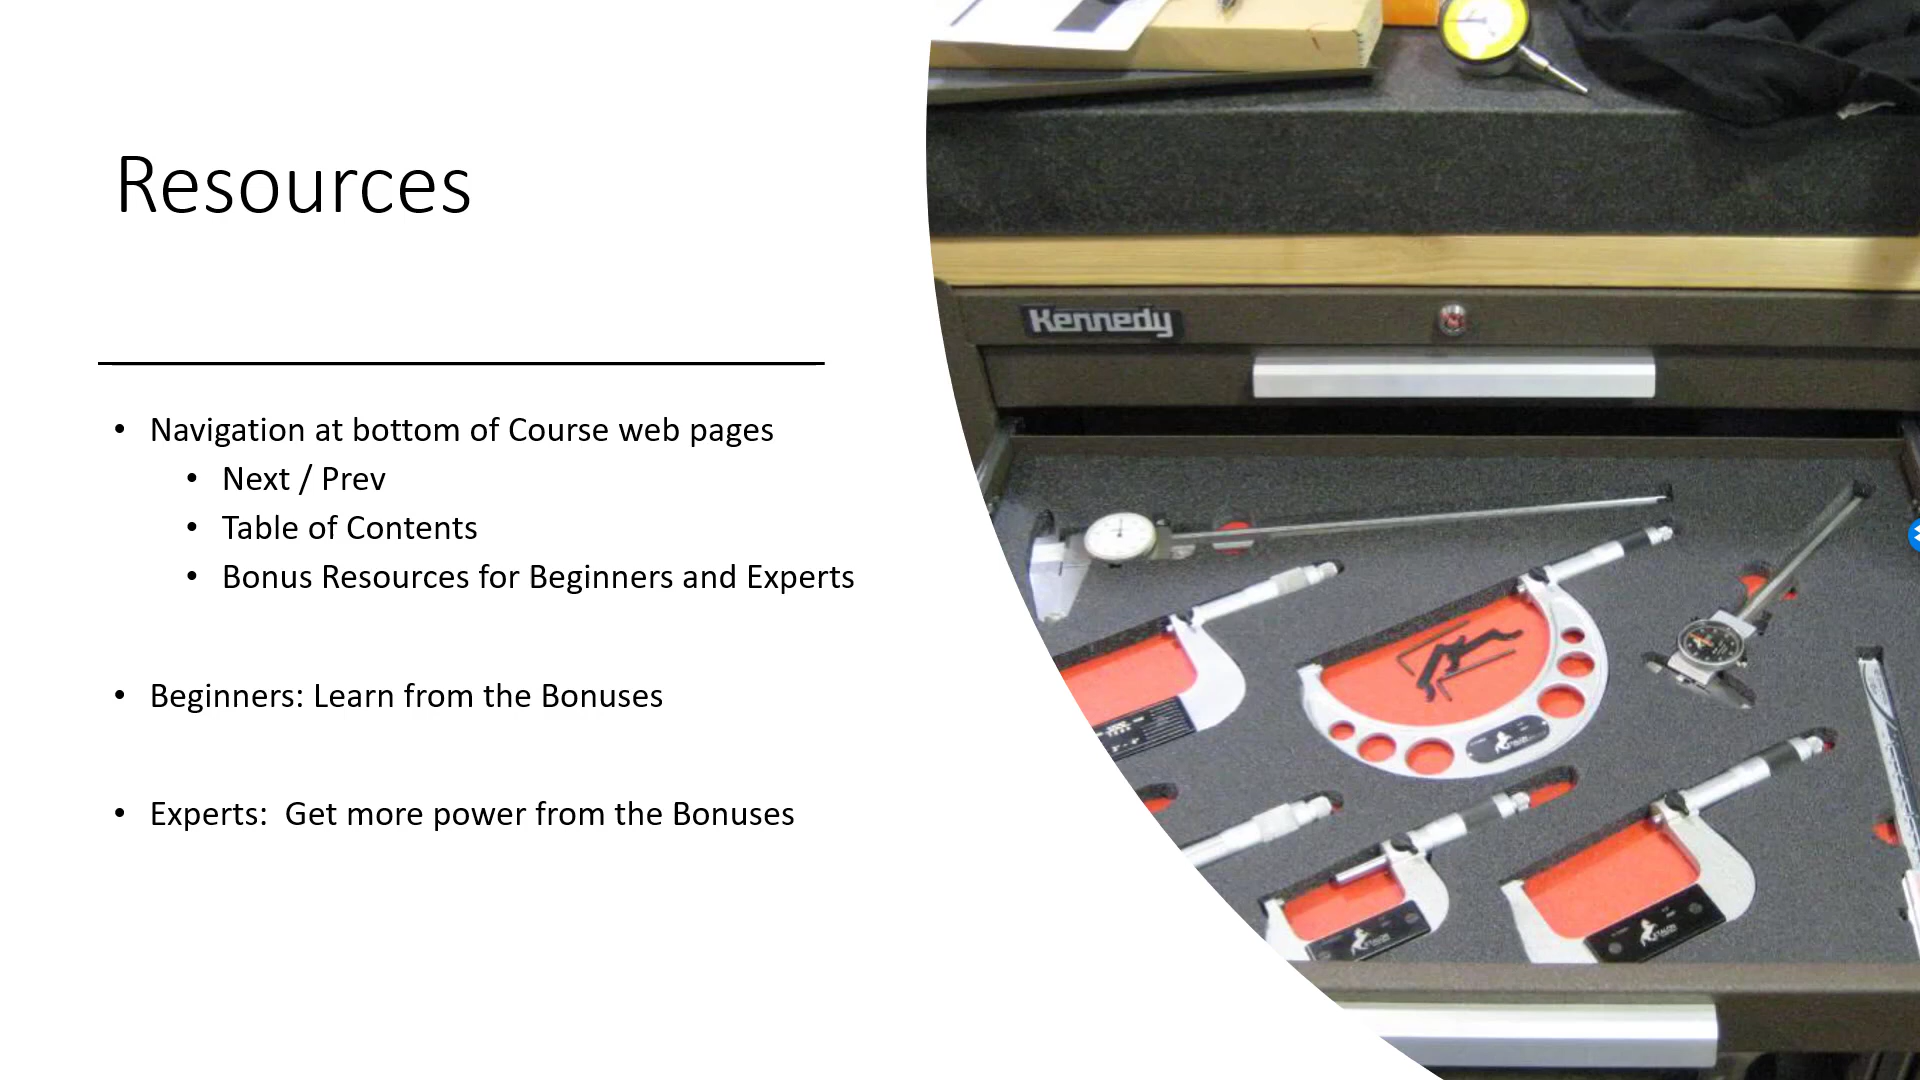 Resources
• Navigation at bottom of Course web pages
• Next / Prev
• Table of Contents
• Bonus Resources for Beginners and Experts
• Beginners: Learn from the Bonuses
• Experts:  Get more power from the Bonuses
Kennedy